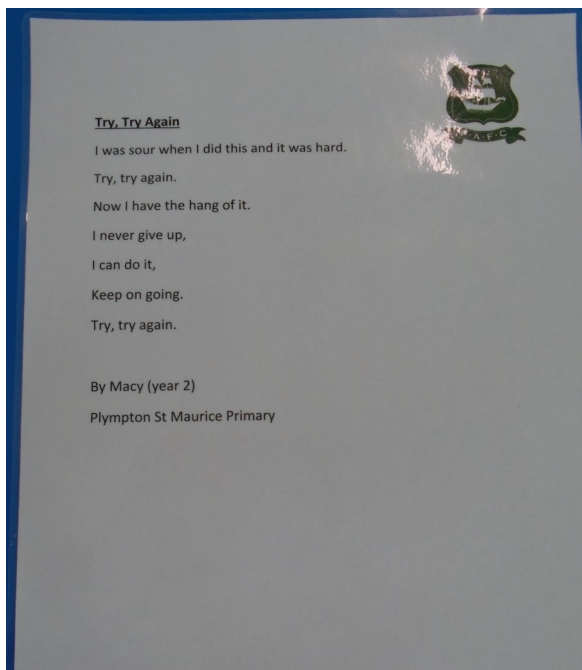 Try, Try Again
I was sour when I did this and it was hard.
Try, try again.
Now I have the hang of it.
I never give up,
I can do it,
Keep on going.
Try, try again.
By Macy (year 2)
Plympton St Maurice Primary